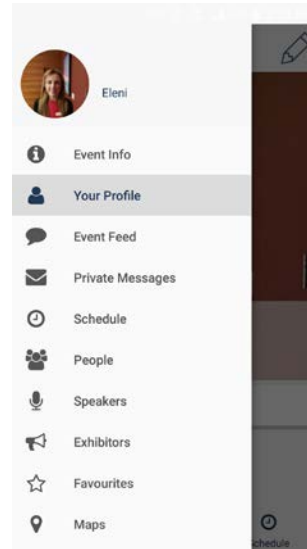 Eleni
Event Info
Your Profile
Event Feed
Private Messages
Schedule
People
Speakers
Exhibitors
Favourites
Maps
chedule